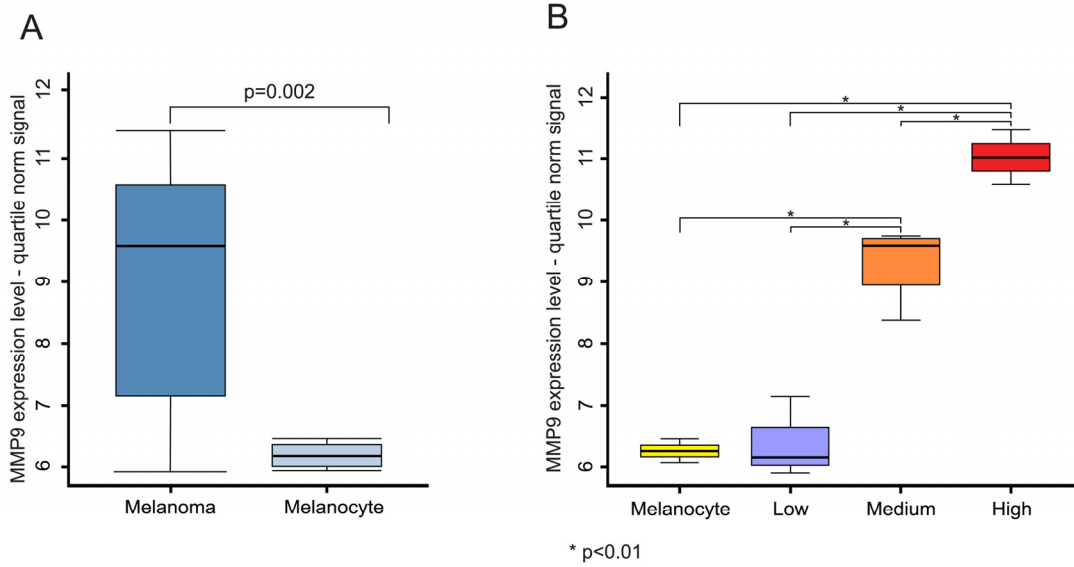 A
MMP9 expression level - quartile norm signal
12
11
10
9
8
7
6
p=0.002
Melanoma
Melanocyte
B
MMP9 expression level - quartile norm signal
12
11
10
9
8
7
6
*
*
*
*
*
Melanocyte
Low
Medium
High
* p<0.01